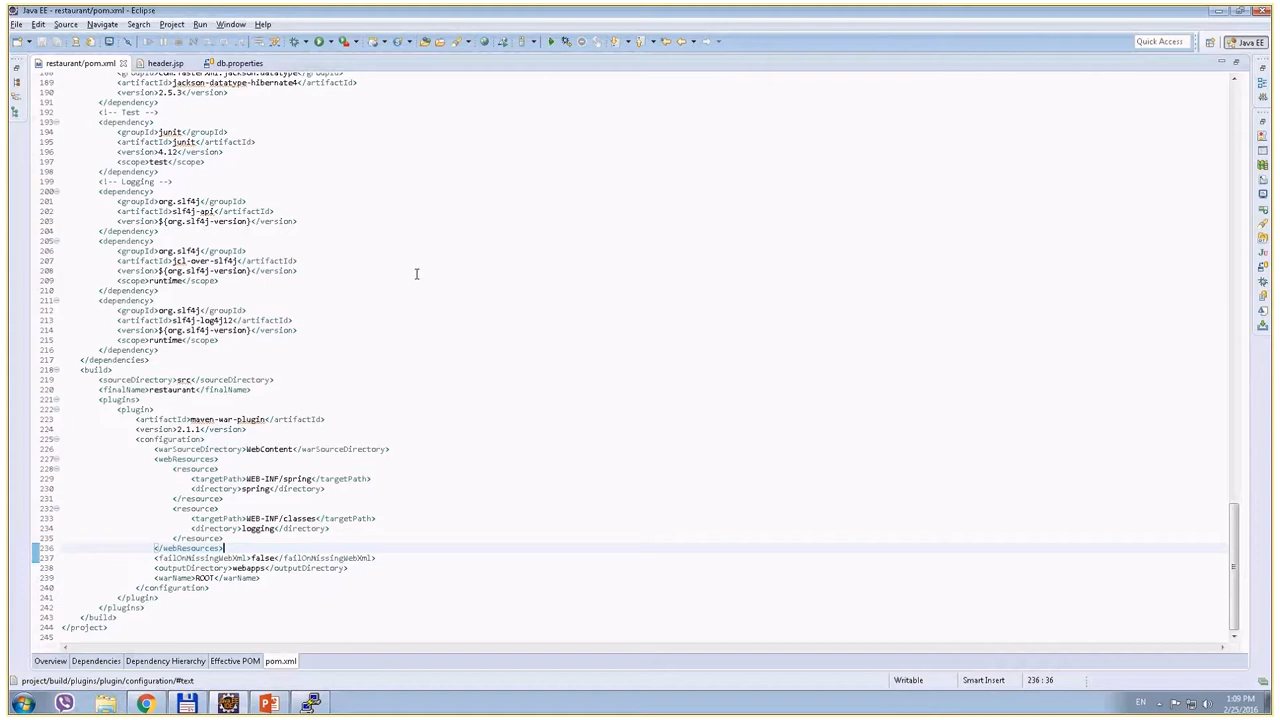 Java EE - restaurant/pom.xml - Eclipse
File Edit Source Navigate Search Project Run Window Help
Quick Access
Java EE
restaurant/pom.xml
header.jsp
db.properties
188 <groupId>com.fasterxml.jackson.datatype</groupId>
189 <artifactId>jackson-datatype-hibernate4</artifactId>
190 <version>2.5.3</version>
191 </dependency>
192 <!-- Test -->
193 <dependency>
194 <groupId>junit</groupId>
195 <artifactId>junit</artifactId>
196 <version>4.12</version>
197 <scope>test</scope>
198 </dependency>
199 <!-- Logging -->
200 <dependency>
201 <groupId>org.slf4j</groupId>
202 <artifactId>slf4j-api</artifactId>
203 <version>${org.slf4j-version}</version>
204 </dependency>
205 <dependency>
206 <groupId>org.slf4j</groupId>
207 <artifactId>jcl-over-slf4j</artifactId>
208 <version>${org.slf4j-version}</version>
209 <scope>runtime</scope>
210 </dependency>
211 <dependency>
212 <groupId>org.slf4j</groupId>
213 <artifactId>slf4j-log4j12</artifactId>
214 <version>${org.slf4j-version}</version>
215 <scope>runtime</scope>
216 </dependency>
217 </dependencies>
218 <build>
219 <sourceDirectory>src</sourceDirectory>
220 <finalName>restaurant</finalName>
221 <plugins>
222 <plugin>
223 <artifactId>maven-war-plugin</artifactId>
224 <version>2.1.1</version>
225 <configuration>
226 <warSourceDirectory>WebContent</warSourceDirectory>
227 <webResources>
228 <resource>
229 <targetPath>WEB-INF/spring</targetPath>
230 <directory>spring</directory>
231 </resource>
232 <resource>
233 <targetPath>WEB-INF/classes</targetPath>
234 <directory>logging</directory>
235 </resource>
236 </webResources>
237 <failOnMissingWebXml>false</failOnMissingWebXml>
238 <outputDirectory>webapps</outputDirectory>
239 <warName>ROOT</warName>
240 </configuration>
241 </plugin>
242 </plugins>
243 </build>
244 </project>
245
Overview Dependencies Dependency Hierarchy Effective POM pom.xml
project/build/plugins/plugin/configuration/#text Writable Smart Insert 236 : 36
EN
1:09 PM
2/25/2016